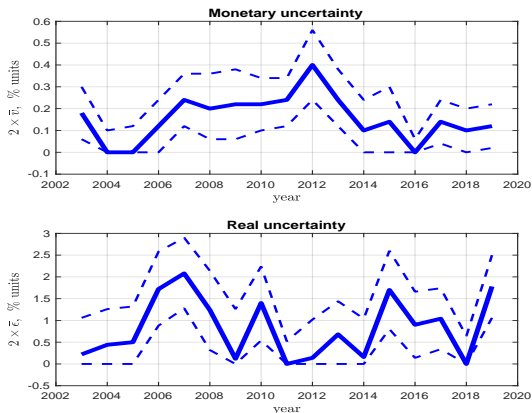 Monetary uncertainty
2 × v̅, % units
0.6
0.5
0.4
0.3
0.2
0.1
0
-0.1
2002 2004 2006 2008 2010 2012 2014 2016 2018 2020
year
Real uncertainty
2 × ε̅, % units
3
2.5
2
1.5
1
0.5
0
-0.5
2002 2004 2006 2008 2010 2012 2014 2016 2018 2020
year